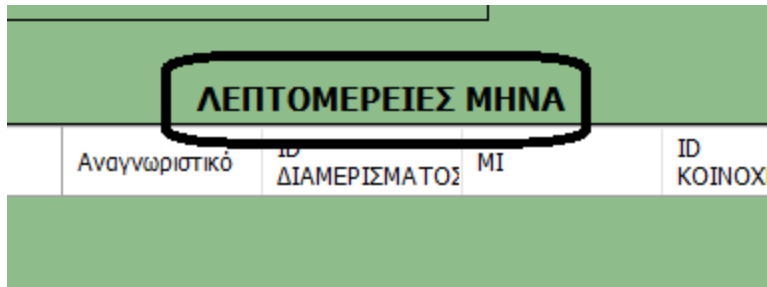 ΛΕΠΤΟΜΕΡΕΙΕΣ ΜΗΝΑ
Αναγνωριστικό
ID
ΔΙΑΜΕΡΙΣΜΑΤΟΣ
ΜΙ
ID
ΚΟΙΝΟΧ